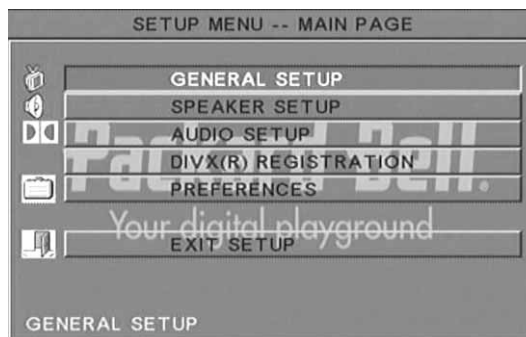 SETUP MENU -- MAIN PAGE
GENERAL SETUP
SPEAKER SETUP
AUDIO SETUP
DIVX(R) REGISTRATION
PREFERENCES
Packard Bell.
Your digital playground
EXIT SETUP
GENERAL SETUP